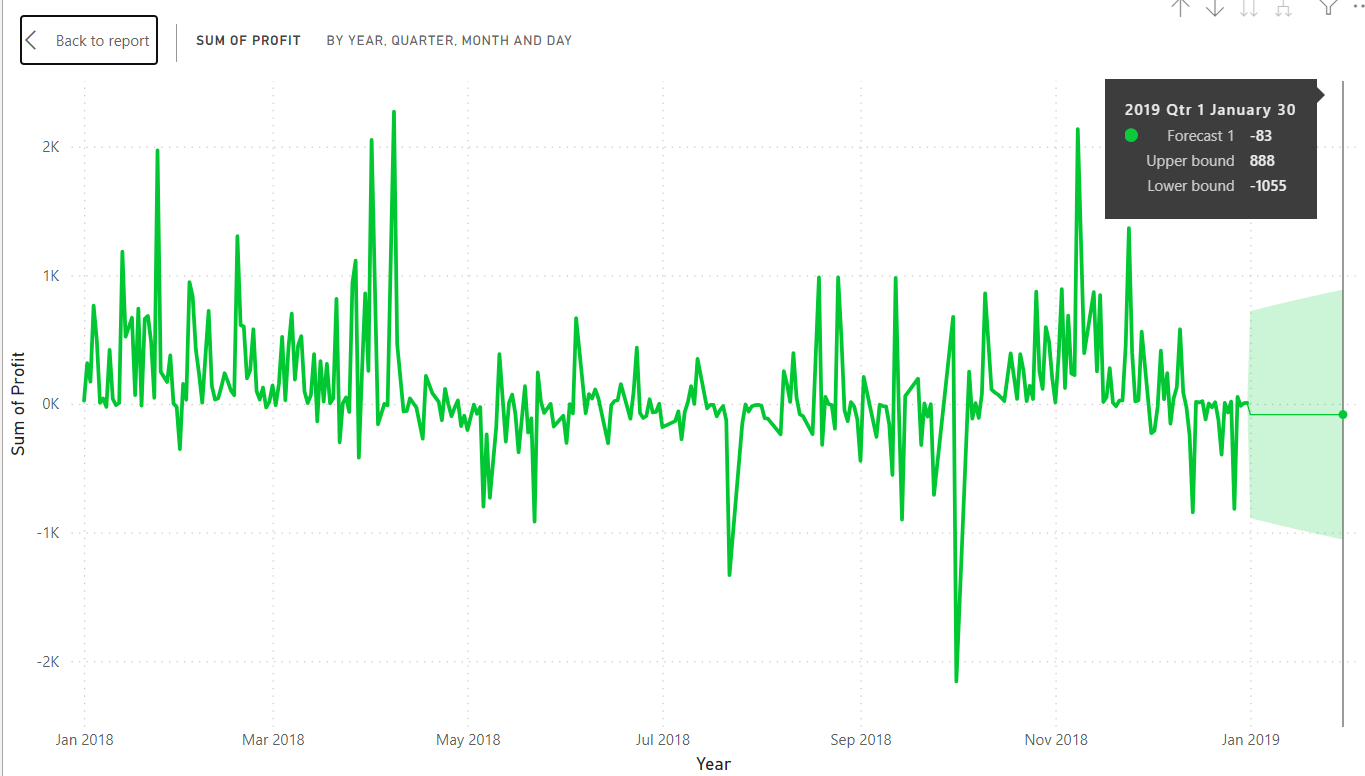 Back to report
SUM OF PROFIT
BY YEAR, QUARTER, MONTH AND DAY
2019 Qtr 1 January 30
Forecast 1 -83
Upper bound 888
Lower bound -1055
2K
1K
0K
-1K
-2K
Sum of Profit
Jan 2018 Mar 2018 May 2018 Jul 2018 Sep 2018 Nov 2018 Jan 2019
Year